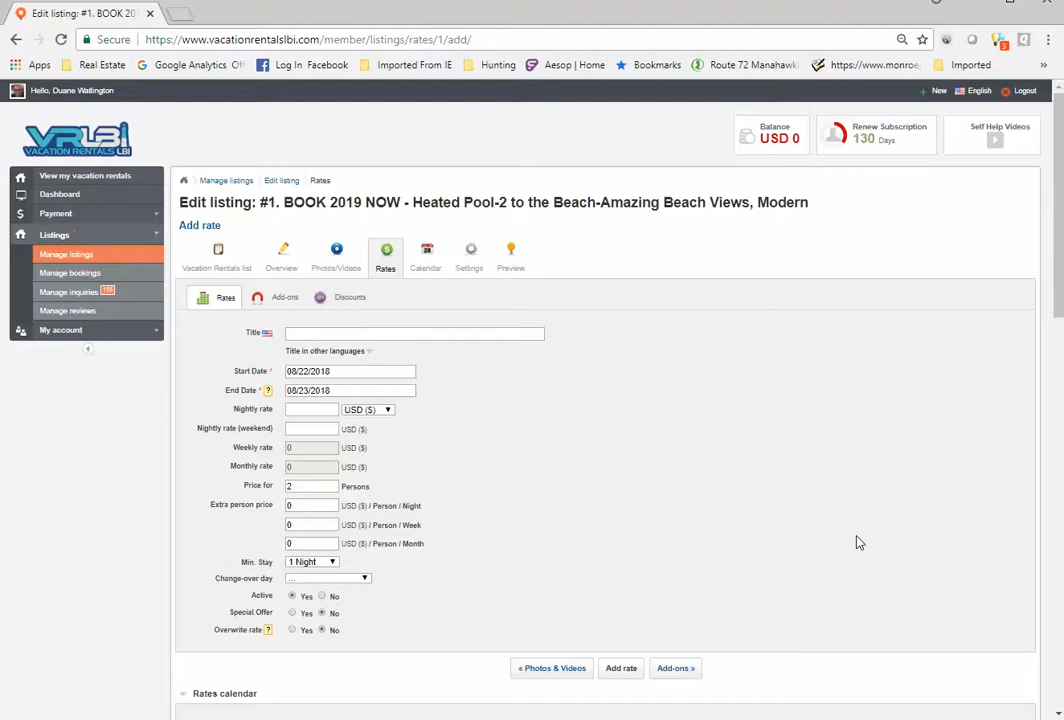 Edit listing: #1. BOOK 20
Secure
https://www.vacationrentalslbi.com/member/listings/rates/1/add/
Apps Real Estate Google Analytics Off Log In Facebook Imported From IE Hunting Aesop | Home Bookmarks Route 72 Manahawki https://www.monroe Imported »
Hello, Duane Watlington
New English Logout
VRLBI
VACATION RENTALS LBI
Balance
USD 0
Renew Subscription
130 Days
Self Help Videos
View my vacation rentals
Dashboard
Payment
Listings
Manage listings
Manage bookings
Manage inquiries 116
Manage reviews
My account
Manage listings Edit listing Rates
Edit listing: #1. BOOK 2019 NOW - Heated Pool-2 to the Beach-Amazing Beach Views, Modern
Add rate
Vacation Rentals list Overview Photos/Videos Rates Calendar Settings Preview
Rates Add-ons Discounts
Title
Title in other languages
Start Date * 08/22/2018
End Date * ? 08/23/2018
Nightly rate USD ($)
Nightly rate (weekend) USD ($)
Weekly rate 0 USD ($)
Monthly rate 0 USD ($)
Price for 2 Persons
Extra person price 0 USD ($) / Person / Night
0 USD ($) / Person / Week
0 USD ($) / Person / Month
Min. Stay 1 Night
Change-over day ...
Active Yes No
Special Offer Yes No
Overwrite rate ? Yes No
« Photos & Videos Add rate Add-ons »
Rates calendar